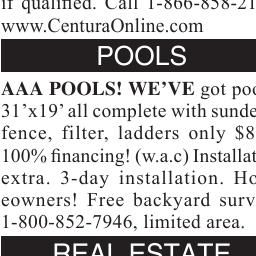 if qualified. Call 1-866-858-21
www.CenturaOnline.com
POOLS
AAA POOLS! WE'VE got poo
31'x19' all complete with sunde
fence, filter, ladders only $8
100% financing! (w.a.c) Installat
extra. 3-day installation. Ho
eowners! Free backyard surv
1-800-852-7946, limited area.
REAL ESTATE